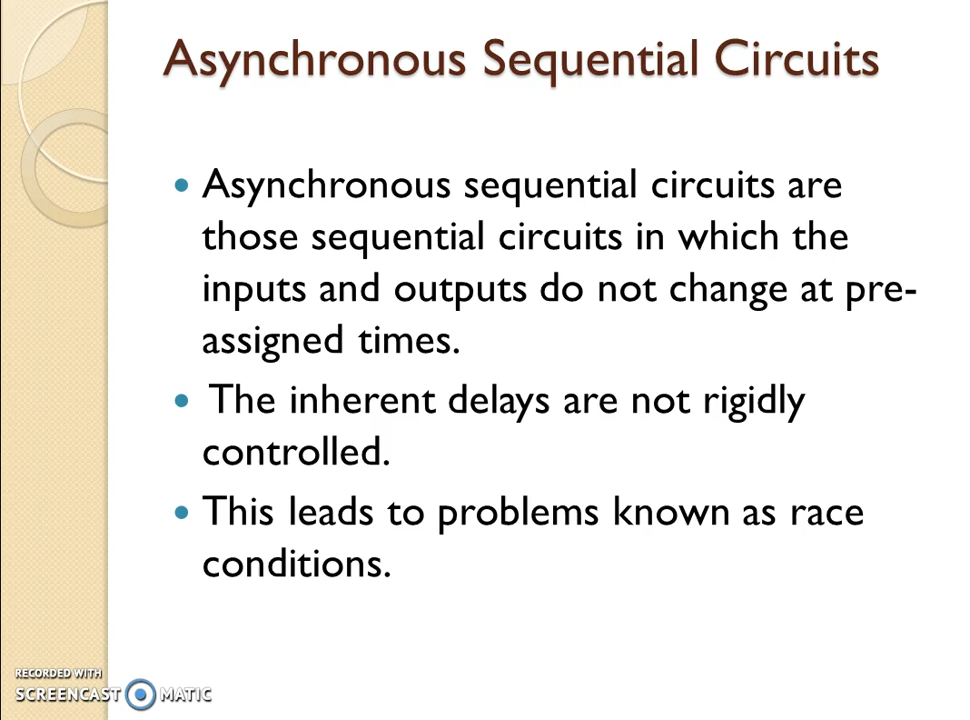 Asynchronous Sequential Circuits
Asynchronous sequential circuits are
those sequential circuits in which the
inputs and outputs do not change at pre-
assigned times.
The inherent delays are not rigidly
controlled.
This leads to problems known as race
conditions.
RECORDED WITH
SCREENCAST MATIC